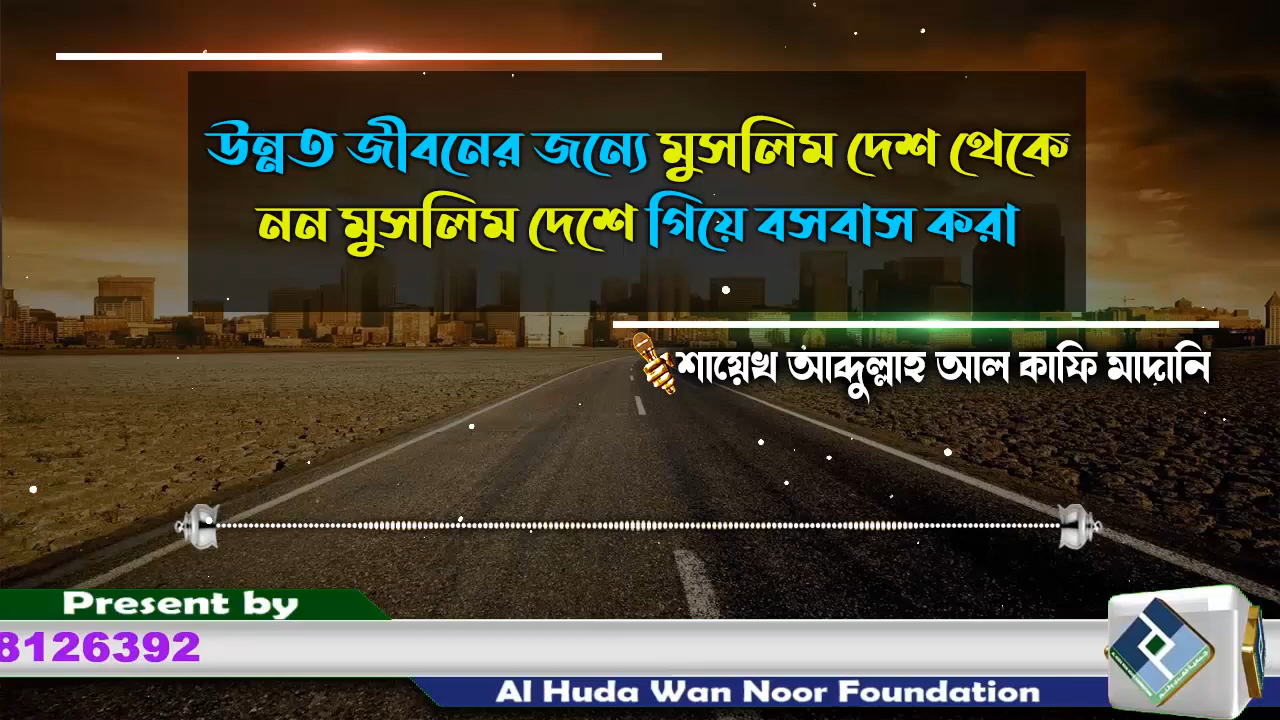 উন্নত জীবনের জন্যে মুসলিম দেশ থেকে
নন মুসলিম দেশে গিয়ে বসবাস করা
শায়েখ আব্দুল্লাহ আল কাফি মাদানি
Present by
8126392
Al Huda Wan Noor Foundation